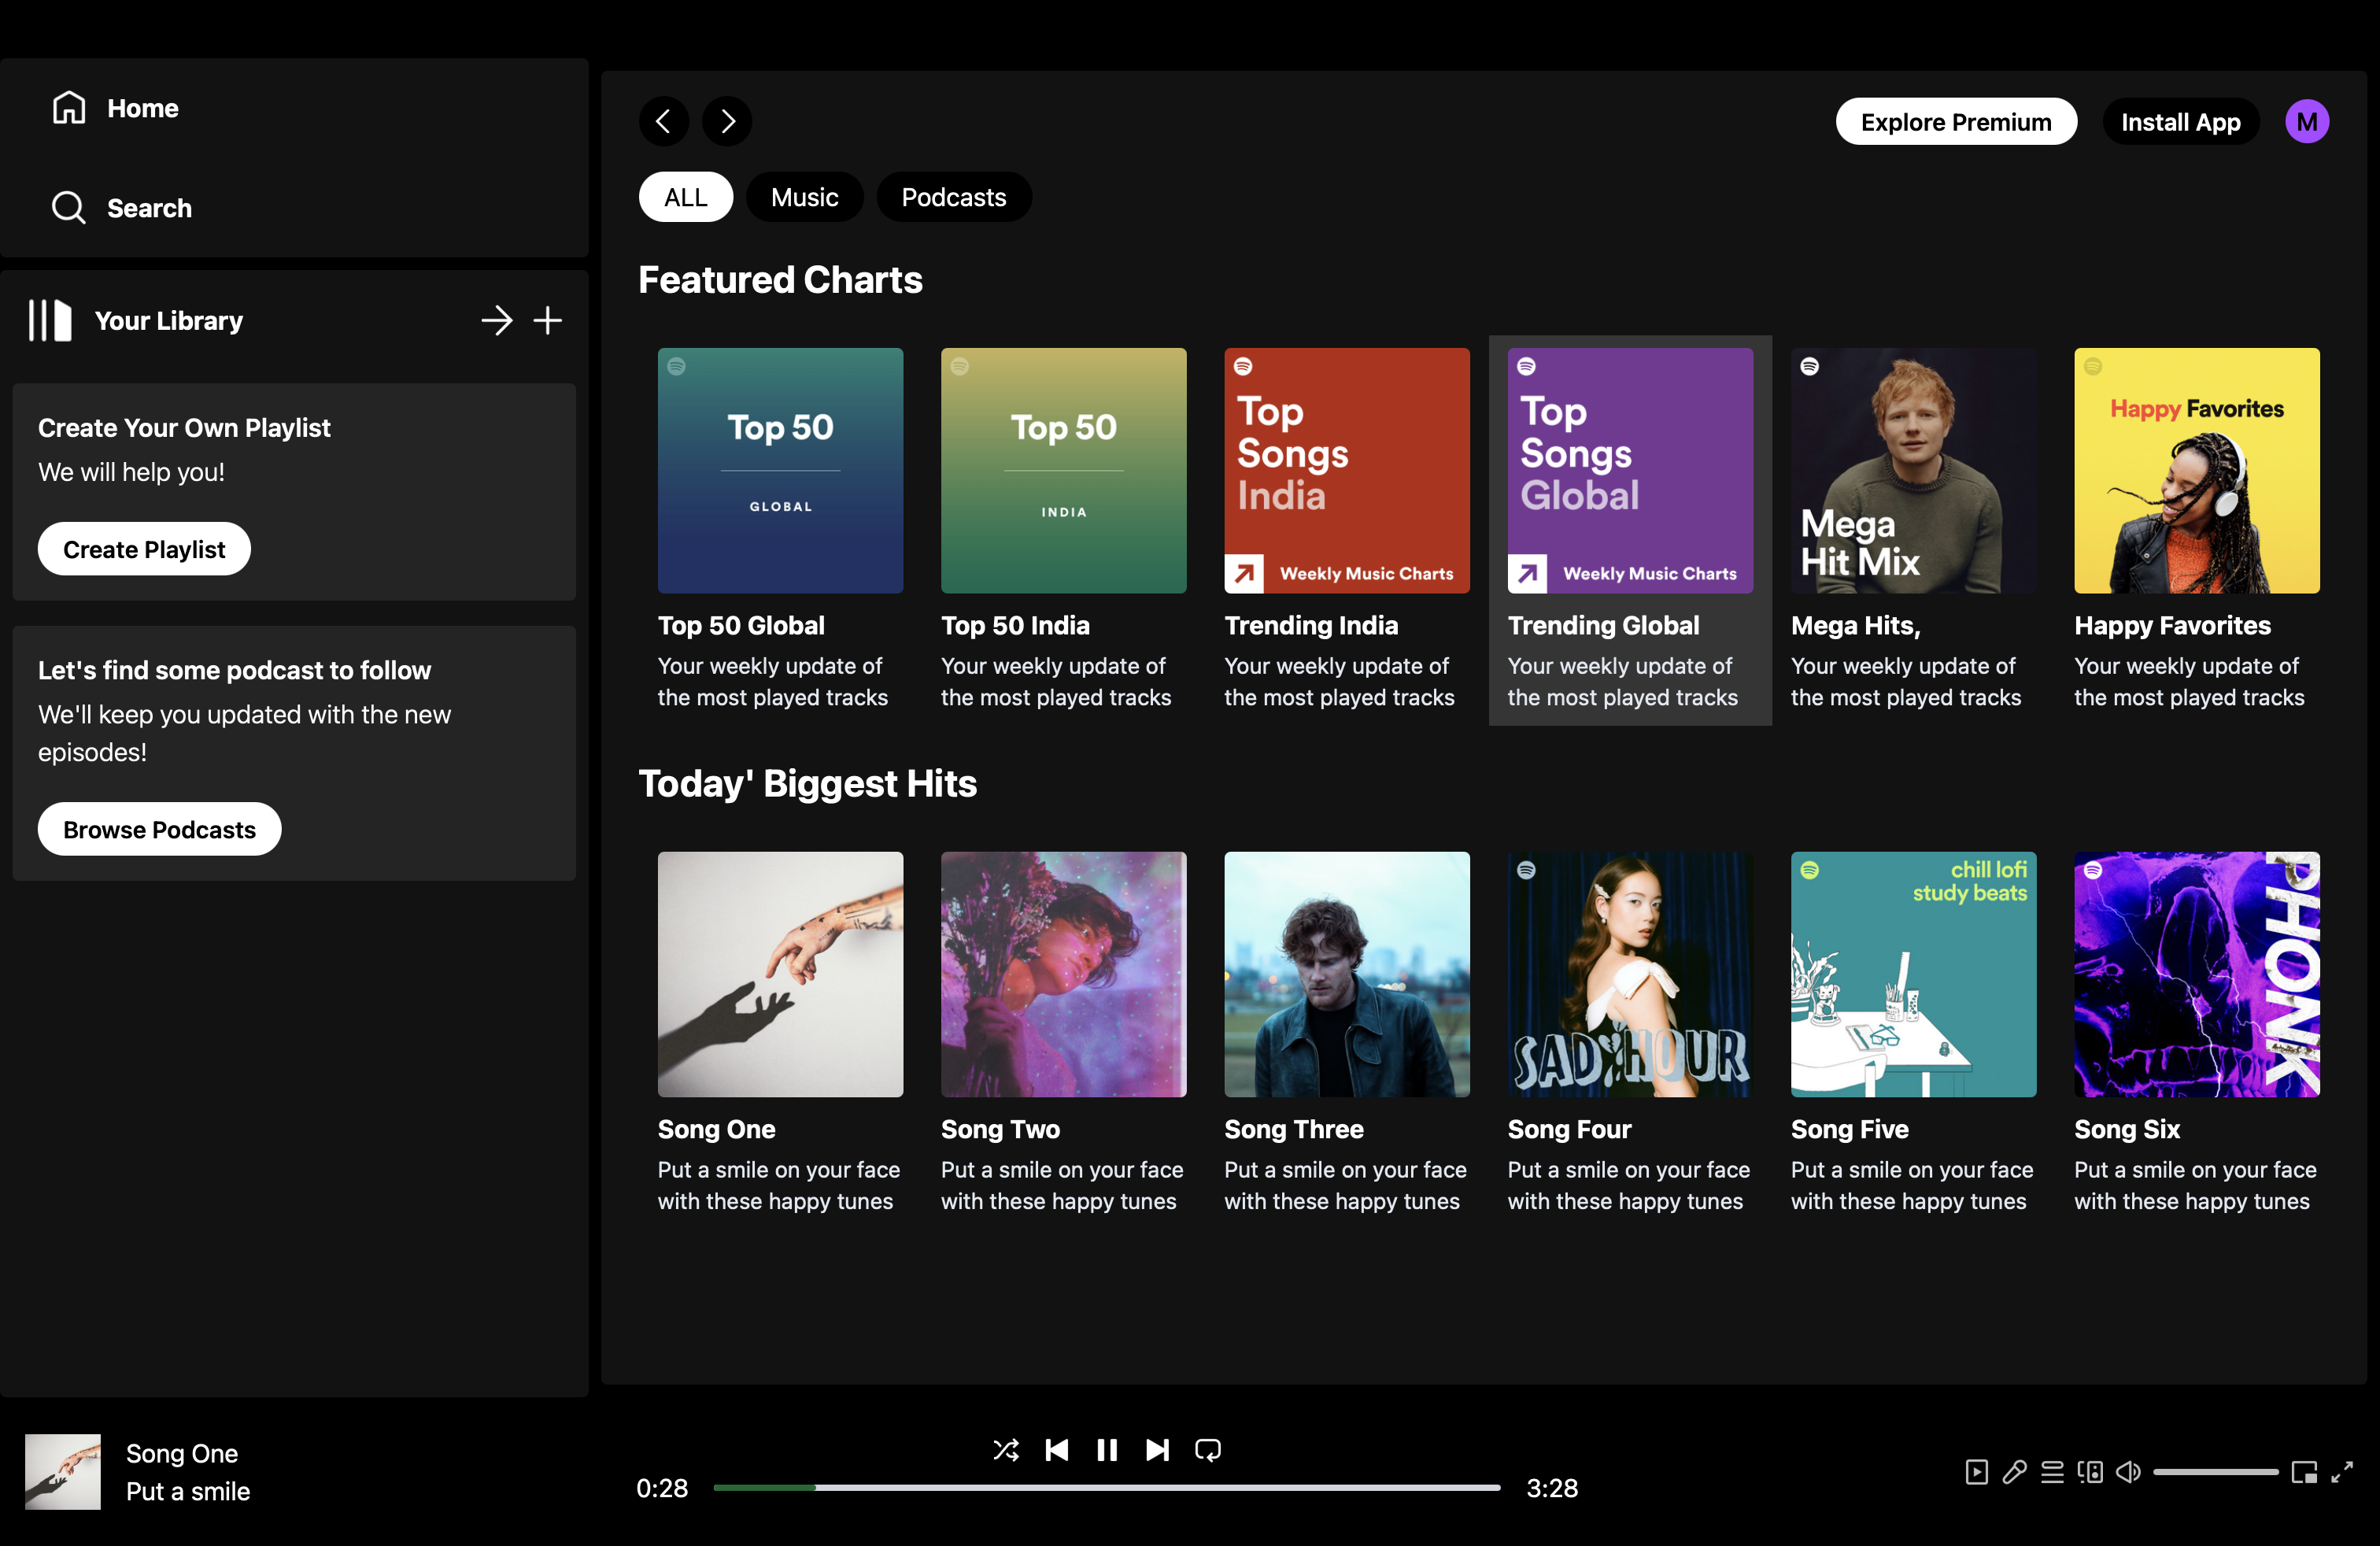 Home
Search
Your Library
Create Your Own Playlist
We will help you!
Create Playlist
Let's find some podcast to follow
We'll keep you updated with the new
episodes!
Browse Podcasts
Explore Premium
Install App
M
ALL
Music
Podcasts
Featured Charts
Top 50
GLOBAL
Top 50 Global
Your weekly update of
the most played tracks
Top 50
INDIA
Top 50 India
Your weekly update of
the most played tracks
Top
Songs
India
Weekly Music Charts
Trending India
Your weekly update of
the most played tracks
Top
Songs
Global
Weekly Music Charts
Trending Global
Your weekly update of
the most played tracks
Mega
Hit Mix
Mega Hits,
Your weekly update of
the most played tracks
Happy Favorites
Happy Favorites
Your weekly update of
the most played tracks
Today' Biggest Hits
Song One
Put a smile on your face
with these happy tunes
Song Two
Put a smile on your face
with these happy tunes
Song Three
Put a smile on your face
with these happy tunes
SAD HOUR
Song Four
Put a smile on your face
with these happy tunes
chill lofi
study beats
Song Five
Put a smile on your face
with these happy tunes
PHONK
Song Six
Put a smile on your face
with these happy tunes
Song One
Put a smile
0:28
3:28